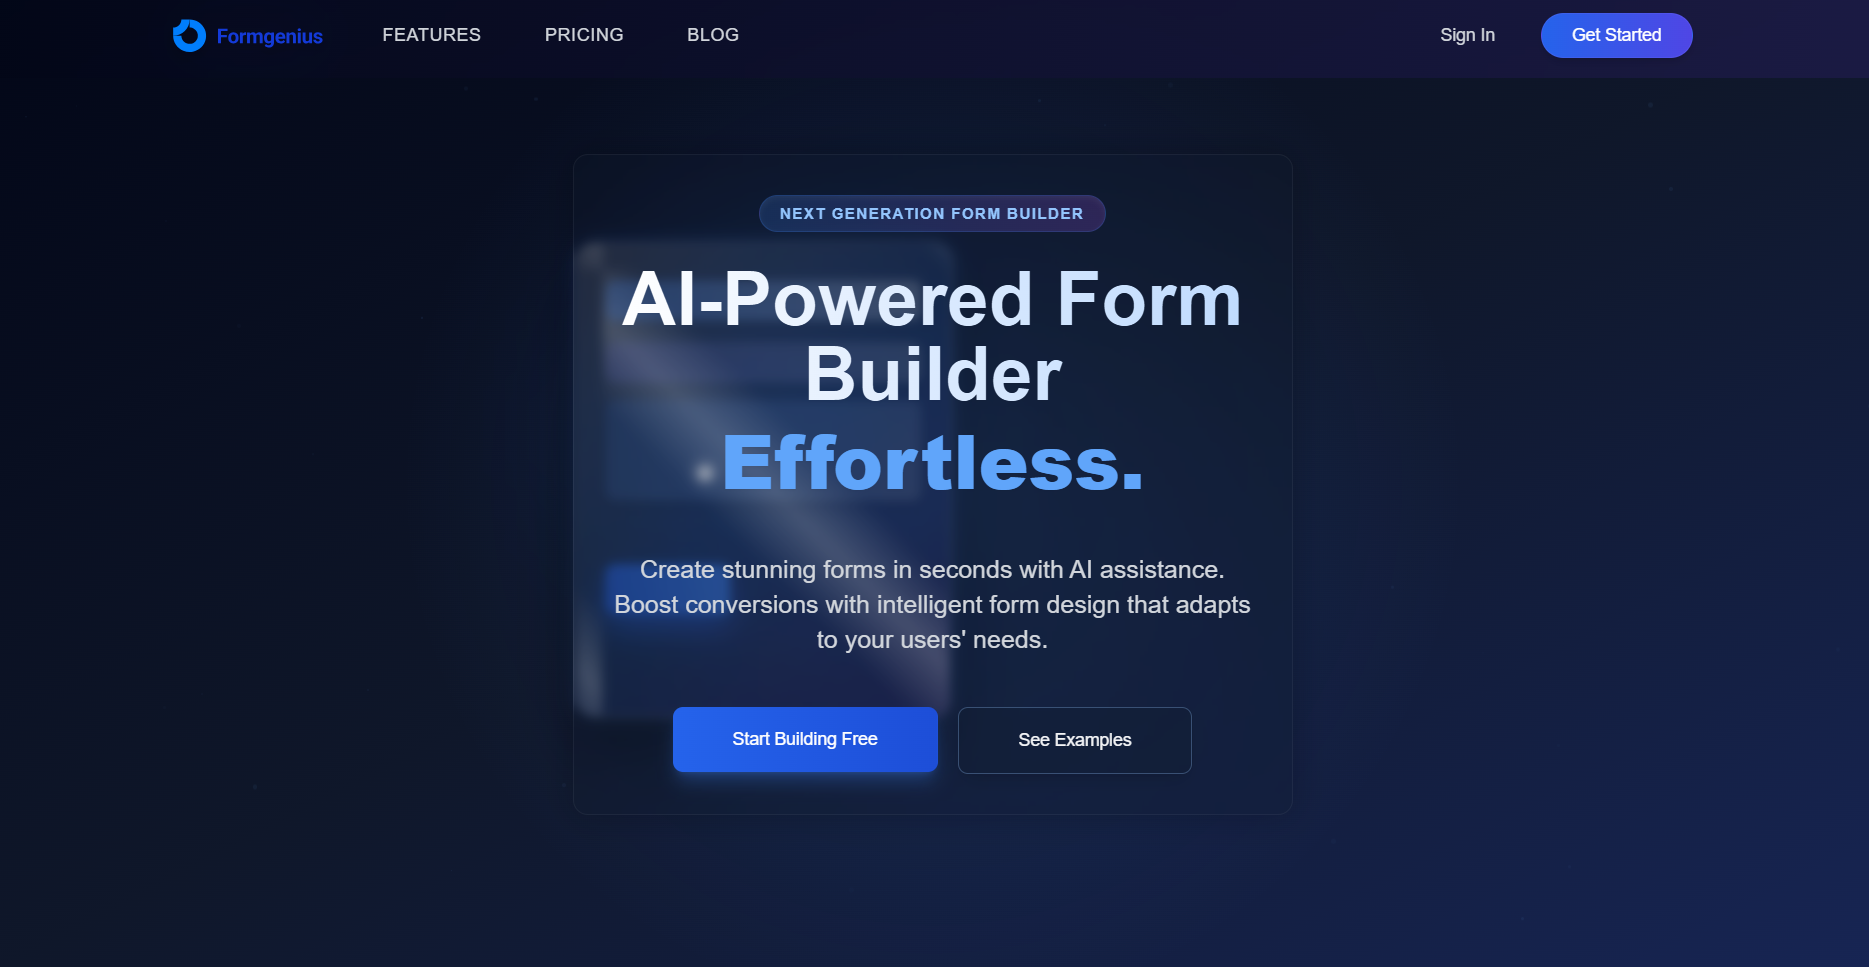 Formgenius
FEATURES
PRICING
BLOG
Sign In
Get Started
NEXT GENERATION FORM BUILDER
AI-Powered Form
Builder
Effortless.
Create stunning forms in seconds with AI assistance.
Boost conversions with intelligent form design that adapts
to your users' needs.
Start Building Free
See Examples